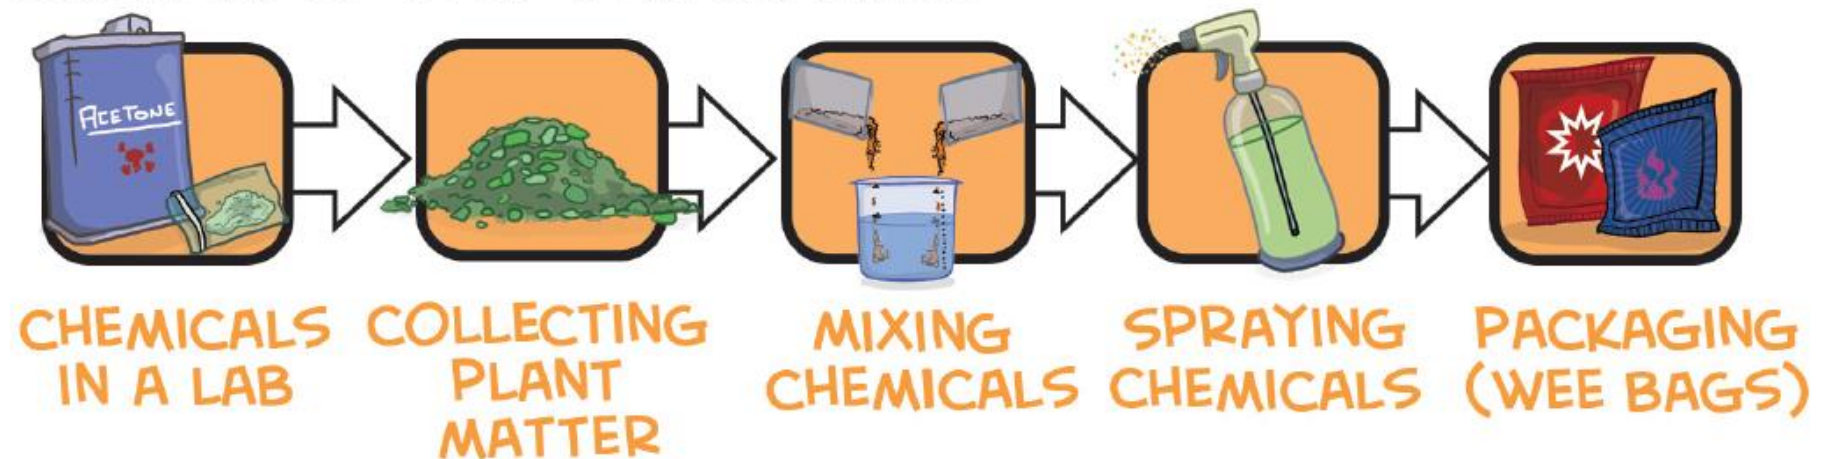 ACETONE
CHEMICALS
IN A LAB
COLLECTING
PLANT
MATTER
MIXING
CHEMICALS
SPRAYING
CHEMICALS
PACKAGING
(WEE BAGS)